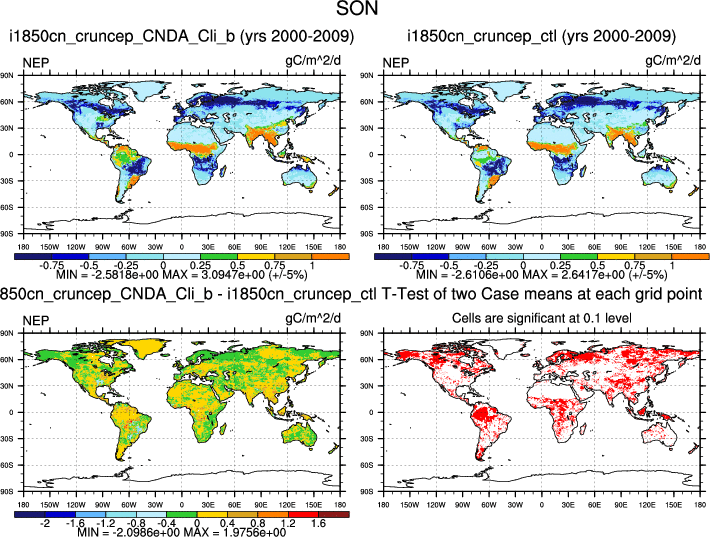 SON
i1850cn_cruncep_CNDA_Cli_b (yrs 2000-2009)
i1850cn_cruncep_ctl (yrs 2000-2009)
NEP gC/m^2/d
NEP gC/m^2/d
90N 60N 30N 0 30S 60S 90S
180 150W 120W 90W 60W 30W 0 30E 60E 90E 120E 150E 180
90N 60N 30N 0 30S 60S 90S
180 150W 120W 90W 60W 30W 0 30E 60E 90E 120E 150E 180
-0.75 -0.5 -0.25 0 0.25 0.5 0.75 1
MIN = -2.5818e+00 MAX = 3.0947e+00 (+/-5%)
-0.75 -0.5 -0.25 0 0.25 0.5 0.75 1
MIN = -2.6106e+00 MAX = 2.6417e+00 (+/-5%)
850cn_cruncep_CNDA_Cli_b - i1850cn_cruncep_ctl
T-Test of two Case means at each grid point
NEP gC/m^2/d
Cells are significant at 0.1 level
90N 60N 30N 0 30S 60S 90S
180 150W 120W 90W 60W 30W 0 30E 60E 90E 120E 150E 180
90N 60N 30N 0 30S 60S 90S
180 150W 120W 90W 60W 30W 0 30E 60E 90E 120E 150E 180
-2 -1.6 -1.2 -0.8 -0.4 0 0.4 0.8 1.2 1.6
MIN = -2.0986e+00 MAX = 1.9756e+00